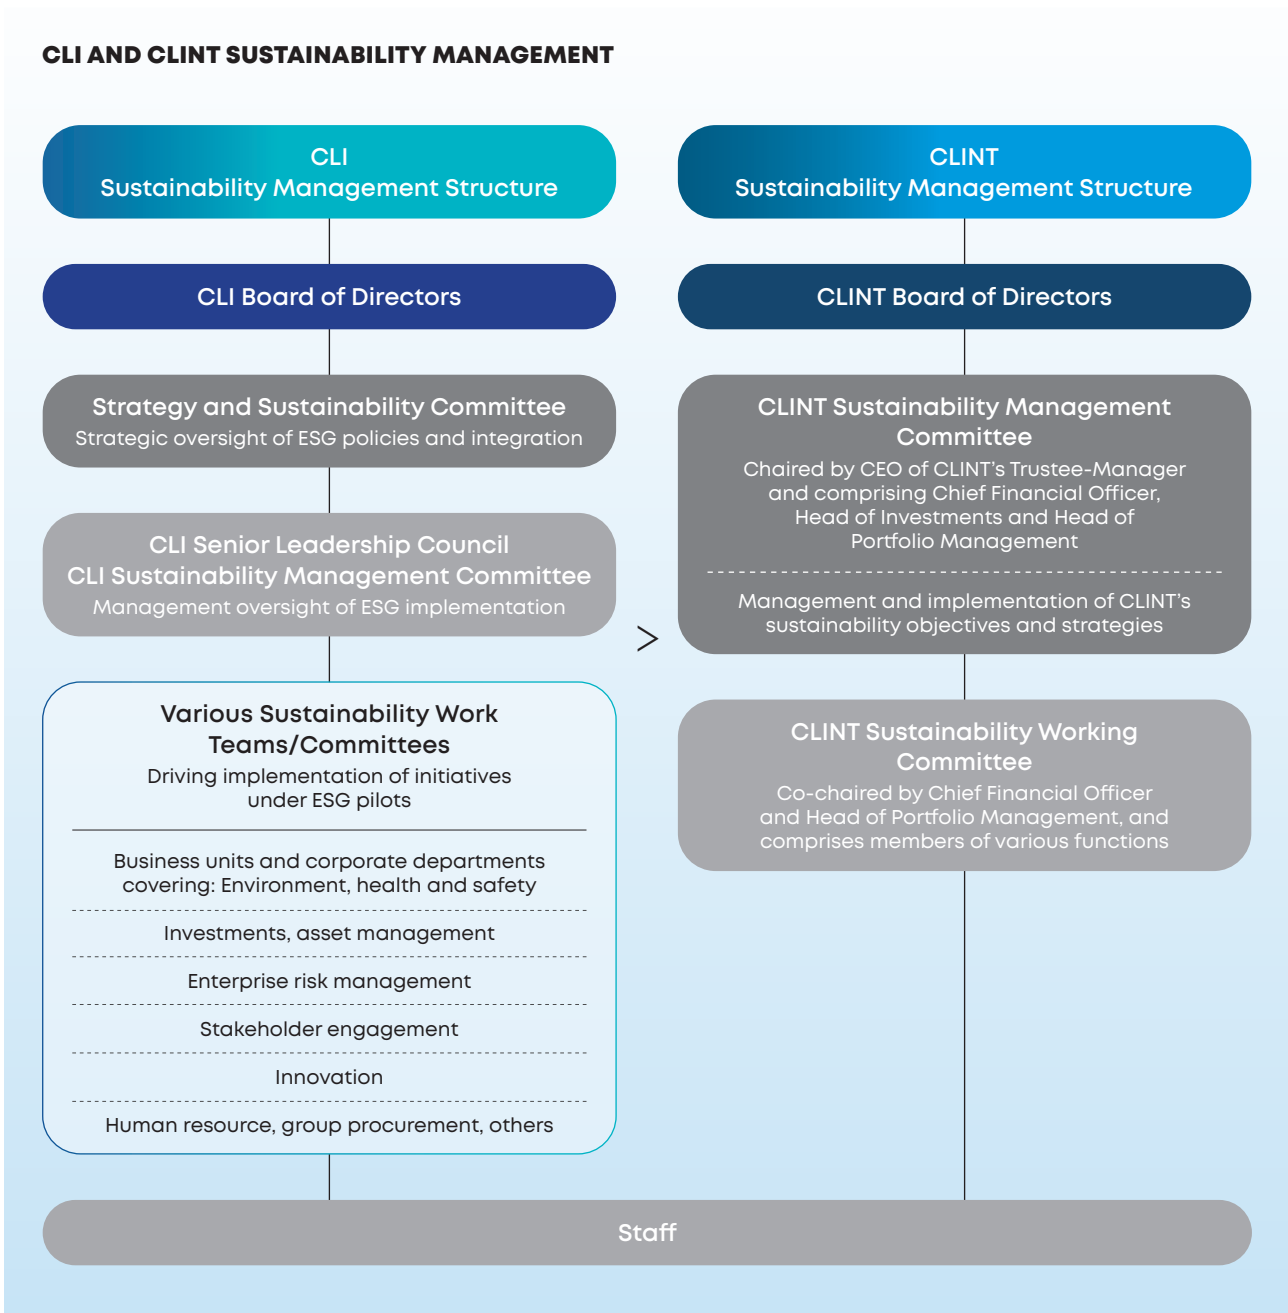 CLI AND CLINT SUSTAINABILITY MANAGEMENT
CLI
Sustainability Management Structure
CLI Board of Directors
Strategy and Sustainability Committee
Strategic oversight of ESG policies and integration
CLI Senior Leadership Council
CLI Sustainability Management Committee
Management oversight of ESG implementation
Various Sustainability Work
Teams/Committees
Driving implementation of initiatives
under ESG pilots
Business units and corporate departments
covering: Environment, health and safety
Investments, asset management
Enterprise risk management
Stakeholder engagement
Innovation
Human resource, group procurement, others
>
CLINT
Sustainability Management Structure
CLINT Board of Directors
CLINT Sustainability Management
Committee
Chaired by CEO of CLINT’s Trustee-Manager
and comprising Chief Financial Officer,
Head of Investments and Head of
Portfolio Management
Management and implementation of CLINT’s
sustainability objectives and strategies
CLINT Sustainability Working
Committee
Co-chaired by Chief Financial Officer
and Head of Portfolio Management, and
comprises members of various functions
Staff